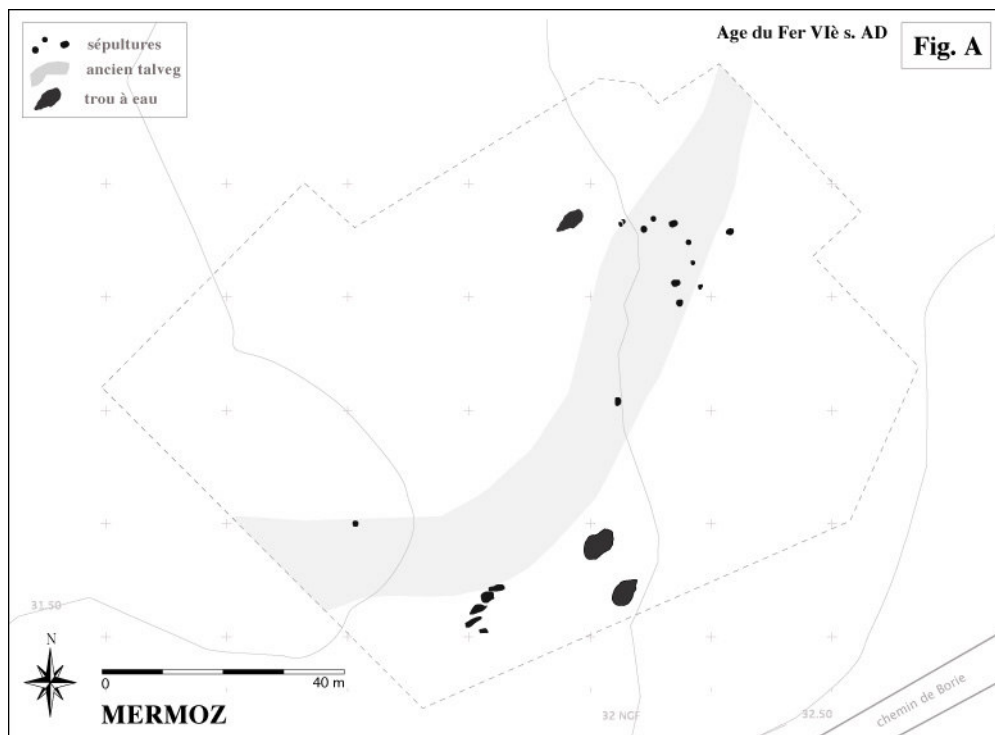 sépultures
ancien talveg
trou à eau
Age du Fer VIè s. AD
Fig. A
31.50
N
0 40 m
MERMOZ
32 NGF
32.50
chemin de Borie